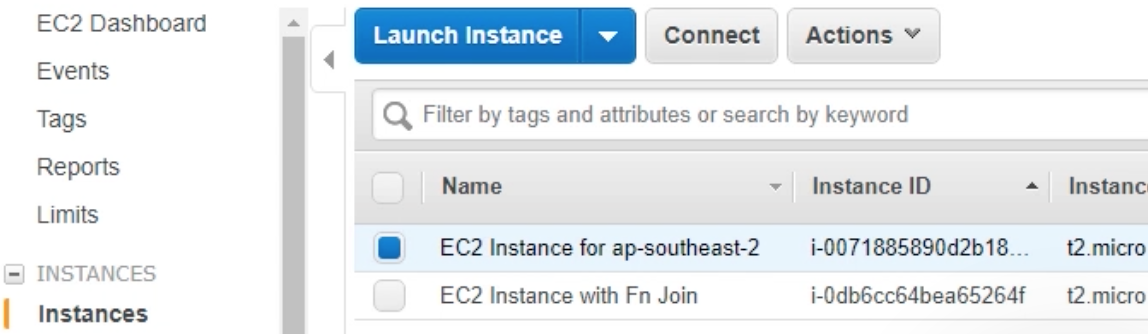 EC2 Dashboard
Events
Tags
Reports
Limits
INSTANCES
Instances
Launch Instance Connect Actions
Filter by tags and attributes or search by keyword
Name Instance ID Instanc
EC2 Instance for ap-southeast-2 i-0071885890d2b18... t2.micro
EC2 Instance with Fn Join i-0db6cc64bea65264f t2.micro